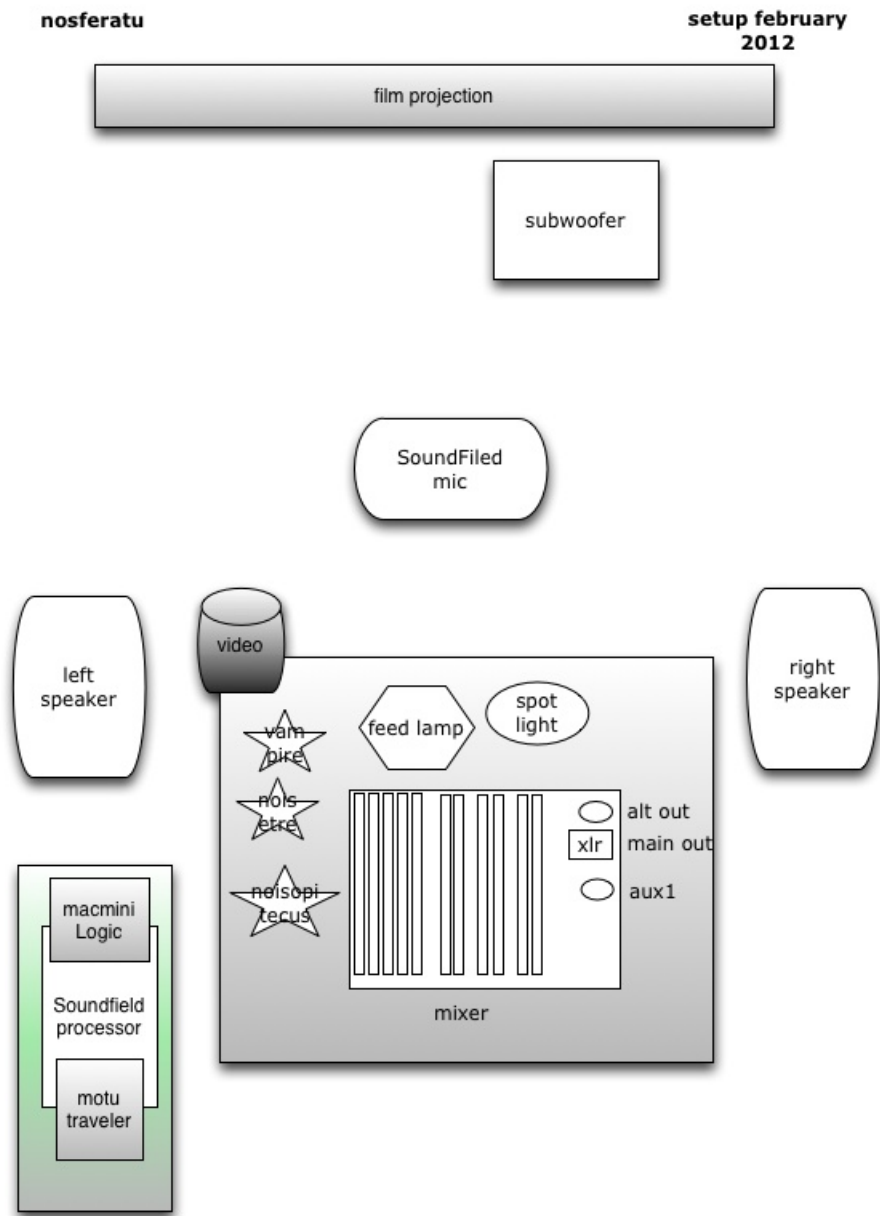 nosferatu
setup february
2012
film projection
subwoofer
SoundFiled
mic
left
speaker
video
right
speaker
vam
pire
feed lamp
spot
light
nois
etre
noisopi
tecus
alt out
xlr
main out
aux1
mixer
macmini
Logic
Soundfield
processor
motu
traveler